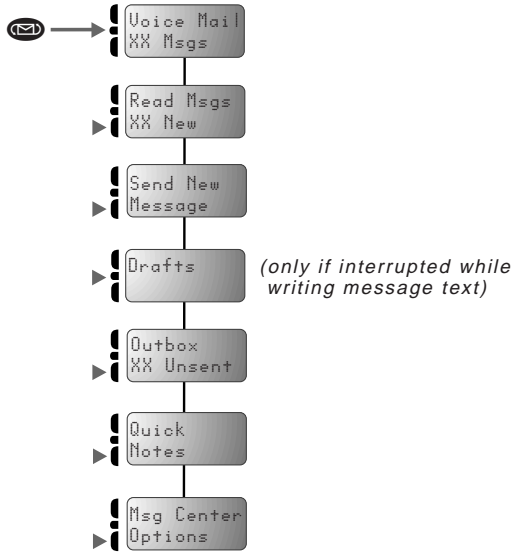 Voice Mail
XX Msgs
Read Msgs
XX New
Send New
Message
Drafts
(only if interrupted while
writing message text)
Outbox
XX Unsent
Quick
Notes
Msg Center
Options